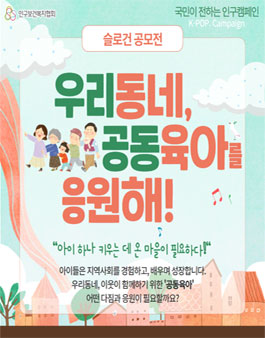 인구보건복지협회
국민이 전하는 인구캠페인
K-POP. Campaign
슬로건 공모전
우리동네,
공동육아를
응원해!
"아이 하나 키우는 데 온 마을이 필요하다!"
아이들은 지역사회를 경험하고, 배우며 성장합니다.
우리동네, 이웃이 함께하기 위한 '공동육아'
어떤 다짐과 응원이 필요할까요?